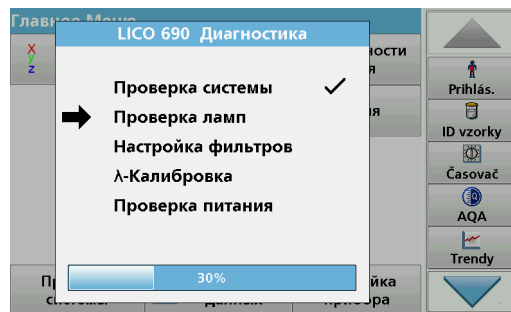 Главное Меню
LICO 690 Диагностика
x
y
z
Проверка системы
Проверка ламп
Настройка фильтров
λ-Калибровка
Проверка питания
30%
Prihlás.
ID vzorky
Časovač
AQA
Trendy